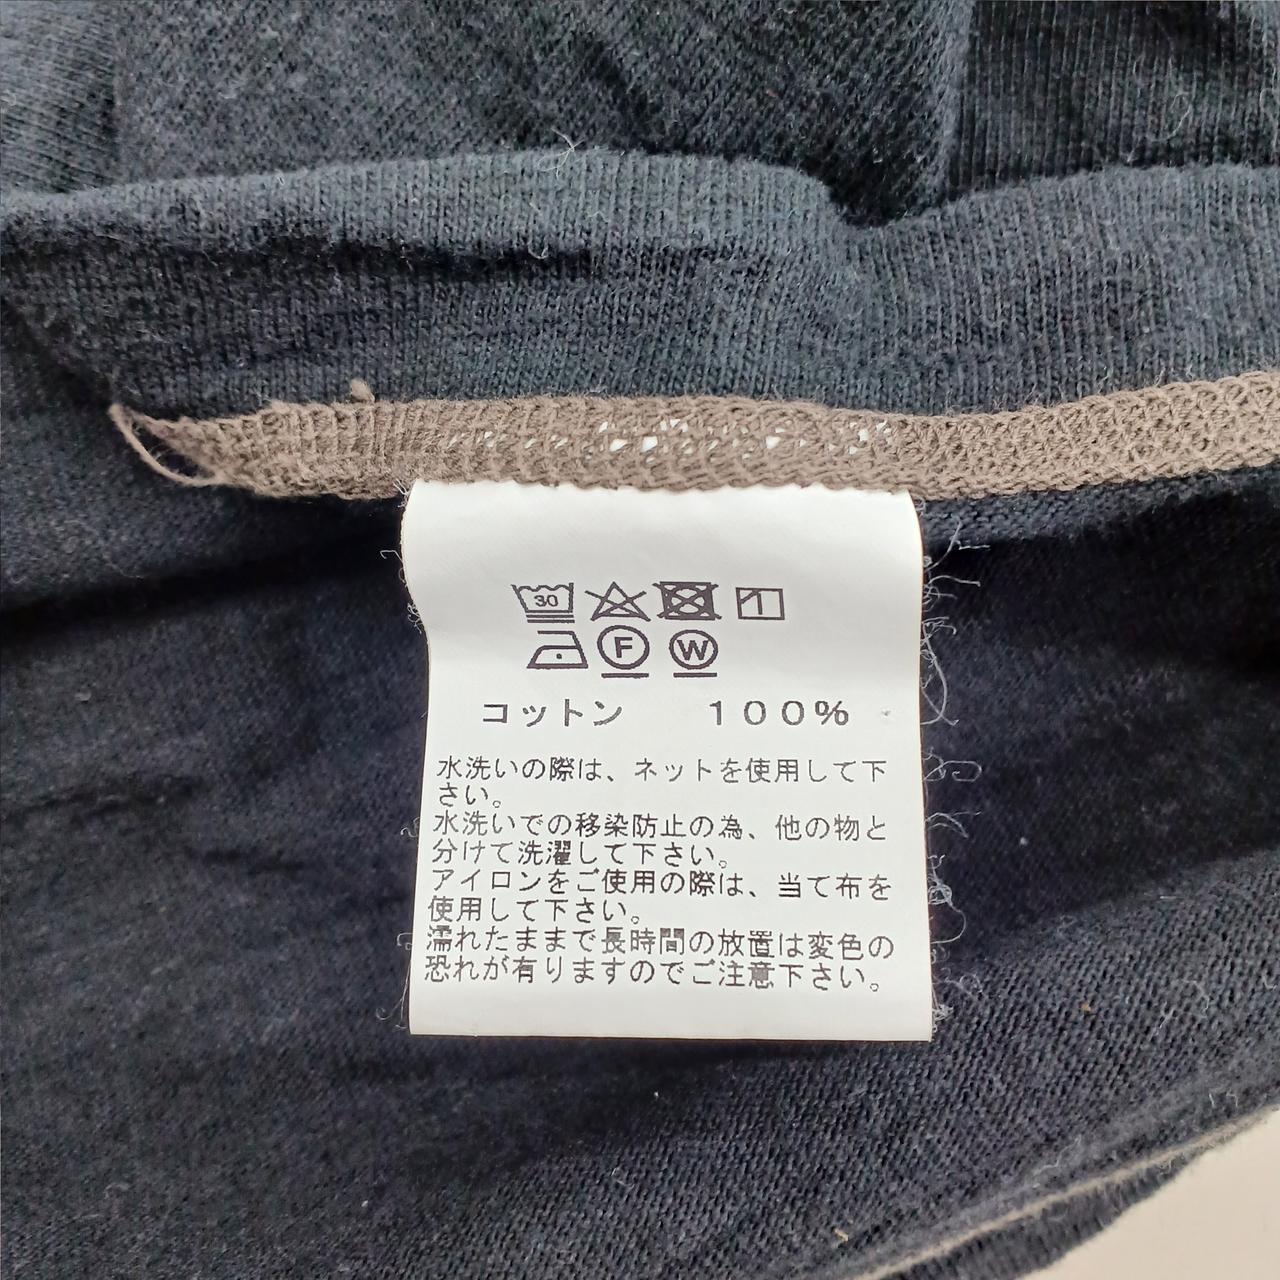 30
F W
コットン 100%
水洗いの際は、ネットを使用して下
さい。
水洗いでの移染防止の為、他の物と
分けて洗濯して下さい。
アイロンをご使用の際は、当て布を
使用して下さい。
濡れたままで長時間の放置は変色の
恐れが有りますのでご注意下さい。